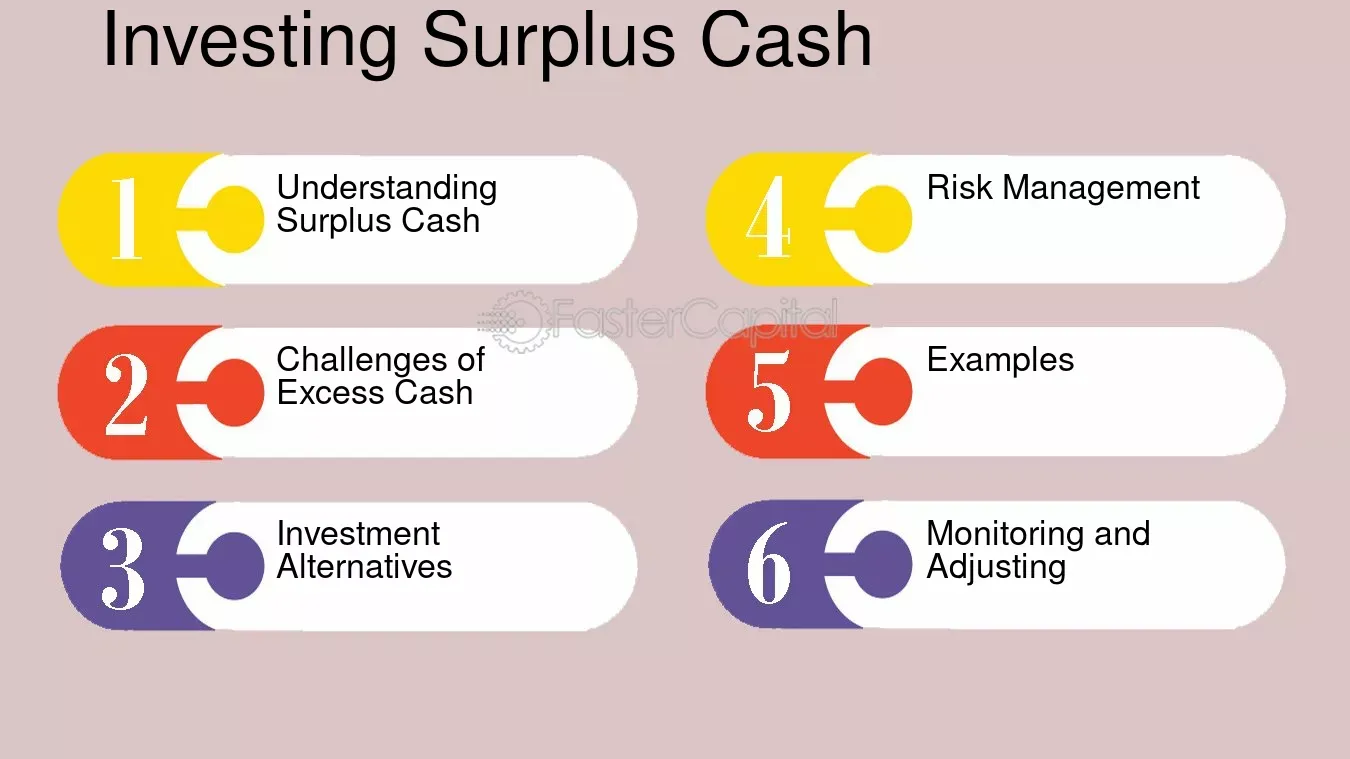 Investing Surplus Cash
1
Understanding
Surplus Cash
2
Challenges of
Excess Cash
3
Investment
Alternatives
4
Risk Management
5
Examples
6
Monitoring and
Adjusting
FasterCapital